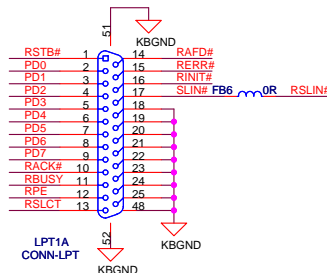 51
KBGND
RSTB# 1 14 RAFD#
PD0 2 15 RERR#
PD1 3 16 RINIT#
PD2 4 17 SLIN# FB6 0R RSLIN#
PD3 5 18
PD4 6 19
PD5 7 20
PD6 8 21
PD7 9 22
RACK# 10 23
RBUSY 11 24
RPE 12 25
RSLCT 13 48
LPT1A
CONN-LPT
52
KBGND
KBGND